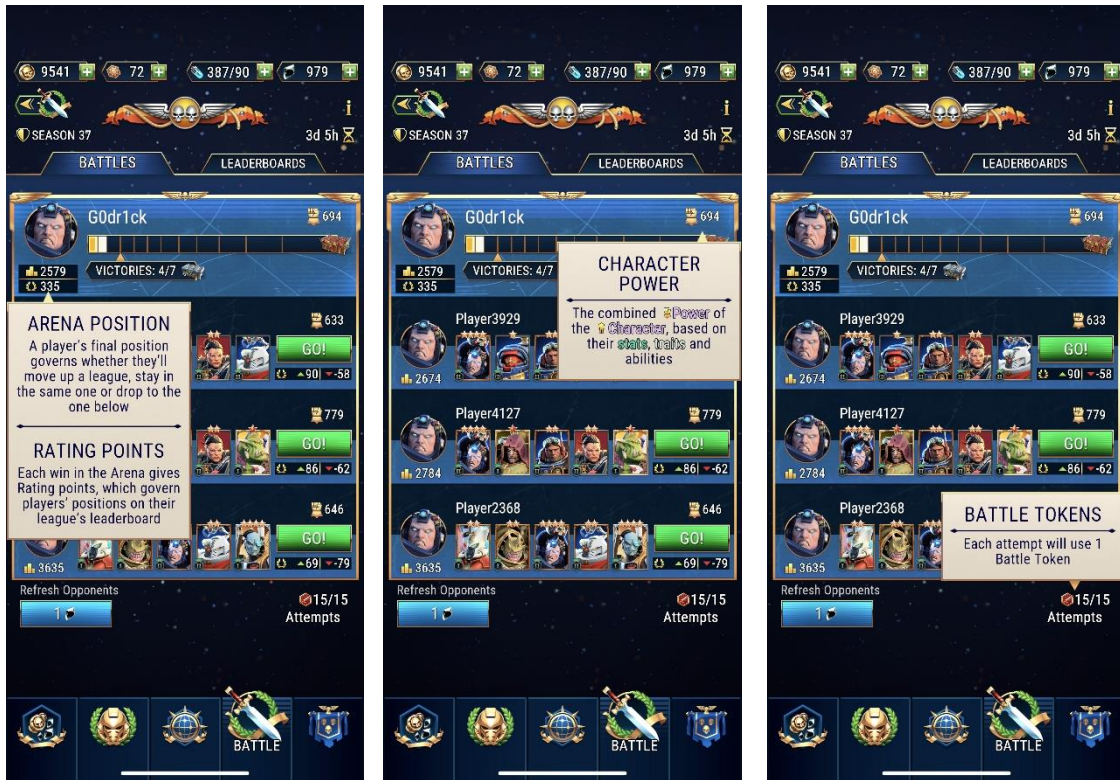 9541
72
387/90
979
SEASON 37
3d 5h
BATTLES
LEADERBOARDS
G0dr1ck
694
VICTORIES: 4/7
2579
335
ARENA POSITION
A player's final position
governs whether they'll
move up a league, stay in
the same one or drop to the
one below
RATING POINTS
Each win in the Arena gives
Rating points, which govern
players' positions on their
league's leaderboard
633
GO!
90 -58
779
GO!
86 -62
646
GO!
3635
69 -79
Refresh Opponents
1
15/15
Attempts
BATTLE
9541
72
387/90
979
SEASON 37
3d 5h
BATTLES
LEADERBOARDS
G0dr1ck
694
VICTORIES: 4/7
2579
335
CHARACTER
POWER
The combined Power of
the Character, based on
their stats, traits and
abilities
Player3929
2674
Player4127
779
GO!
2784
86 -62
Player2368
646
GO!
3635
69 -79
Refresh Opponents
1
15/15
Attempts
BATTLE
9541
72
387/90
979
SEASON 37
3d 5h
BATTLES
LEADERBOARDS
G0dr1ck
694
VICTORIES: 4/7
2579
335
Player3929
633
GO!
2674
90 -58
Player4127
779
GO!
2784
86 -62
Player2368
3635
BATTLE TOKENS
Each attempt will use 1
Battle Token
Refresh Opponents
1
15/15
Attempts
BATTLE